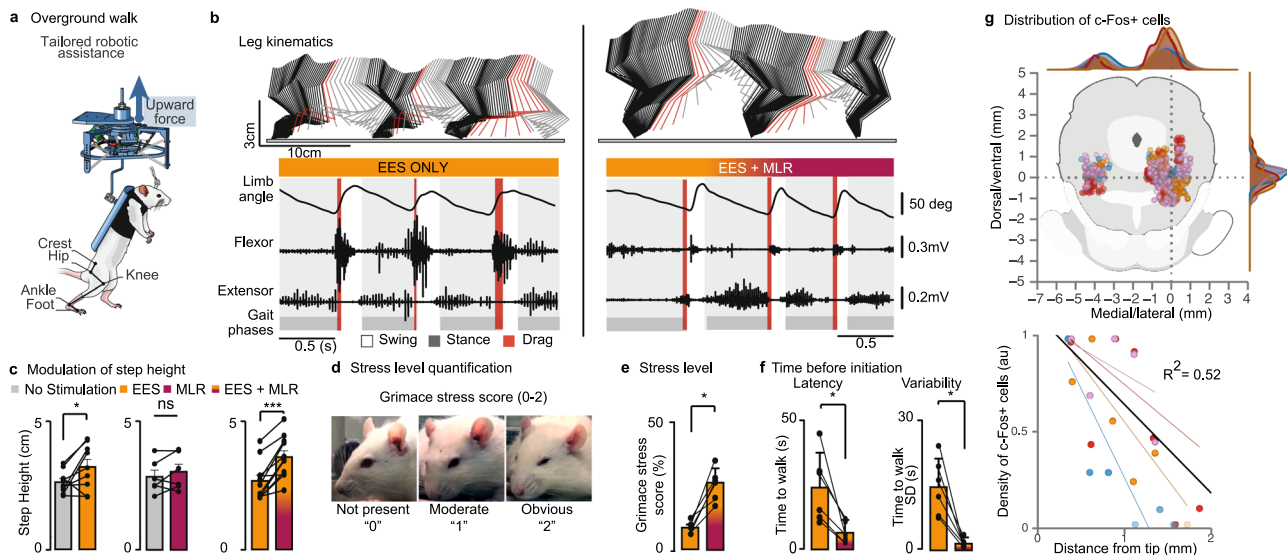 a Overground walk
Tailored robotic
assistance
Upward
force
Crest
Hip
Knee
Ankle
Foot
b
Leg kinematics
3cm
10cm
EES ONLY
EES + MLR
Limb
angle
Flexor
Extensor
Gait
phases
50 deg
0.3mV
0.2mV
0.5 (s)
Swing
Stance
Drag
0.5
c Modulation of step height
No Stimulation
EES
MLR
EES + MLR
Step Height (cm)
5
0
*
5
0
ns
5
0
***
d Stress level quantification
Grimace stress score (0-2)
Not present
“0”
Moderate
“1”
Obvious
“2”
e Stress level
Grimace stress
score (%)
50
0
*
f Time before initiation
Latency
Time to walk (s)
50
0
*
Variability
Time to walk
SD (s)
30
0
*
g Distribution of c-Fos+ cells
Dorsal/ventral (mm)
5
4
3
2
1
0
−1
−2
−3
−4
−5
−7 −6 −5 −4 −3 −2 −1 0 1 2 3 4
Medial/lateral (mm)
Density of c-Fos+ cells (au)
1
0.5
0
R2 = 0.52
0 1 2
Distance from tip (mm)